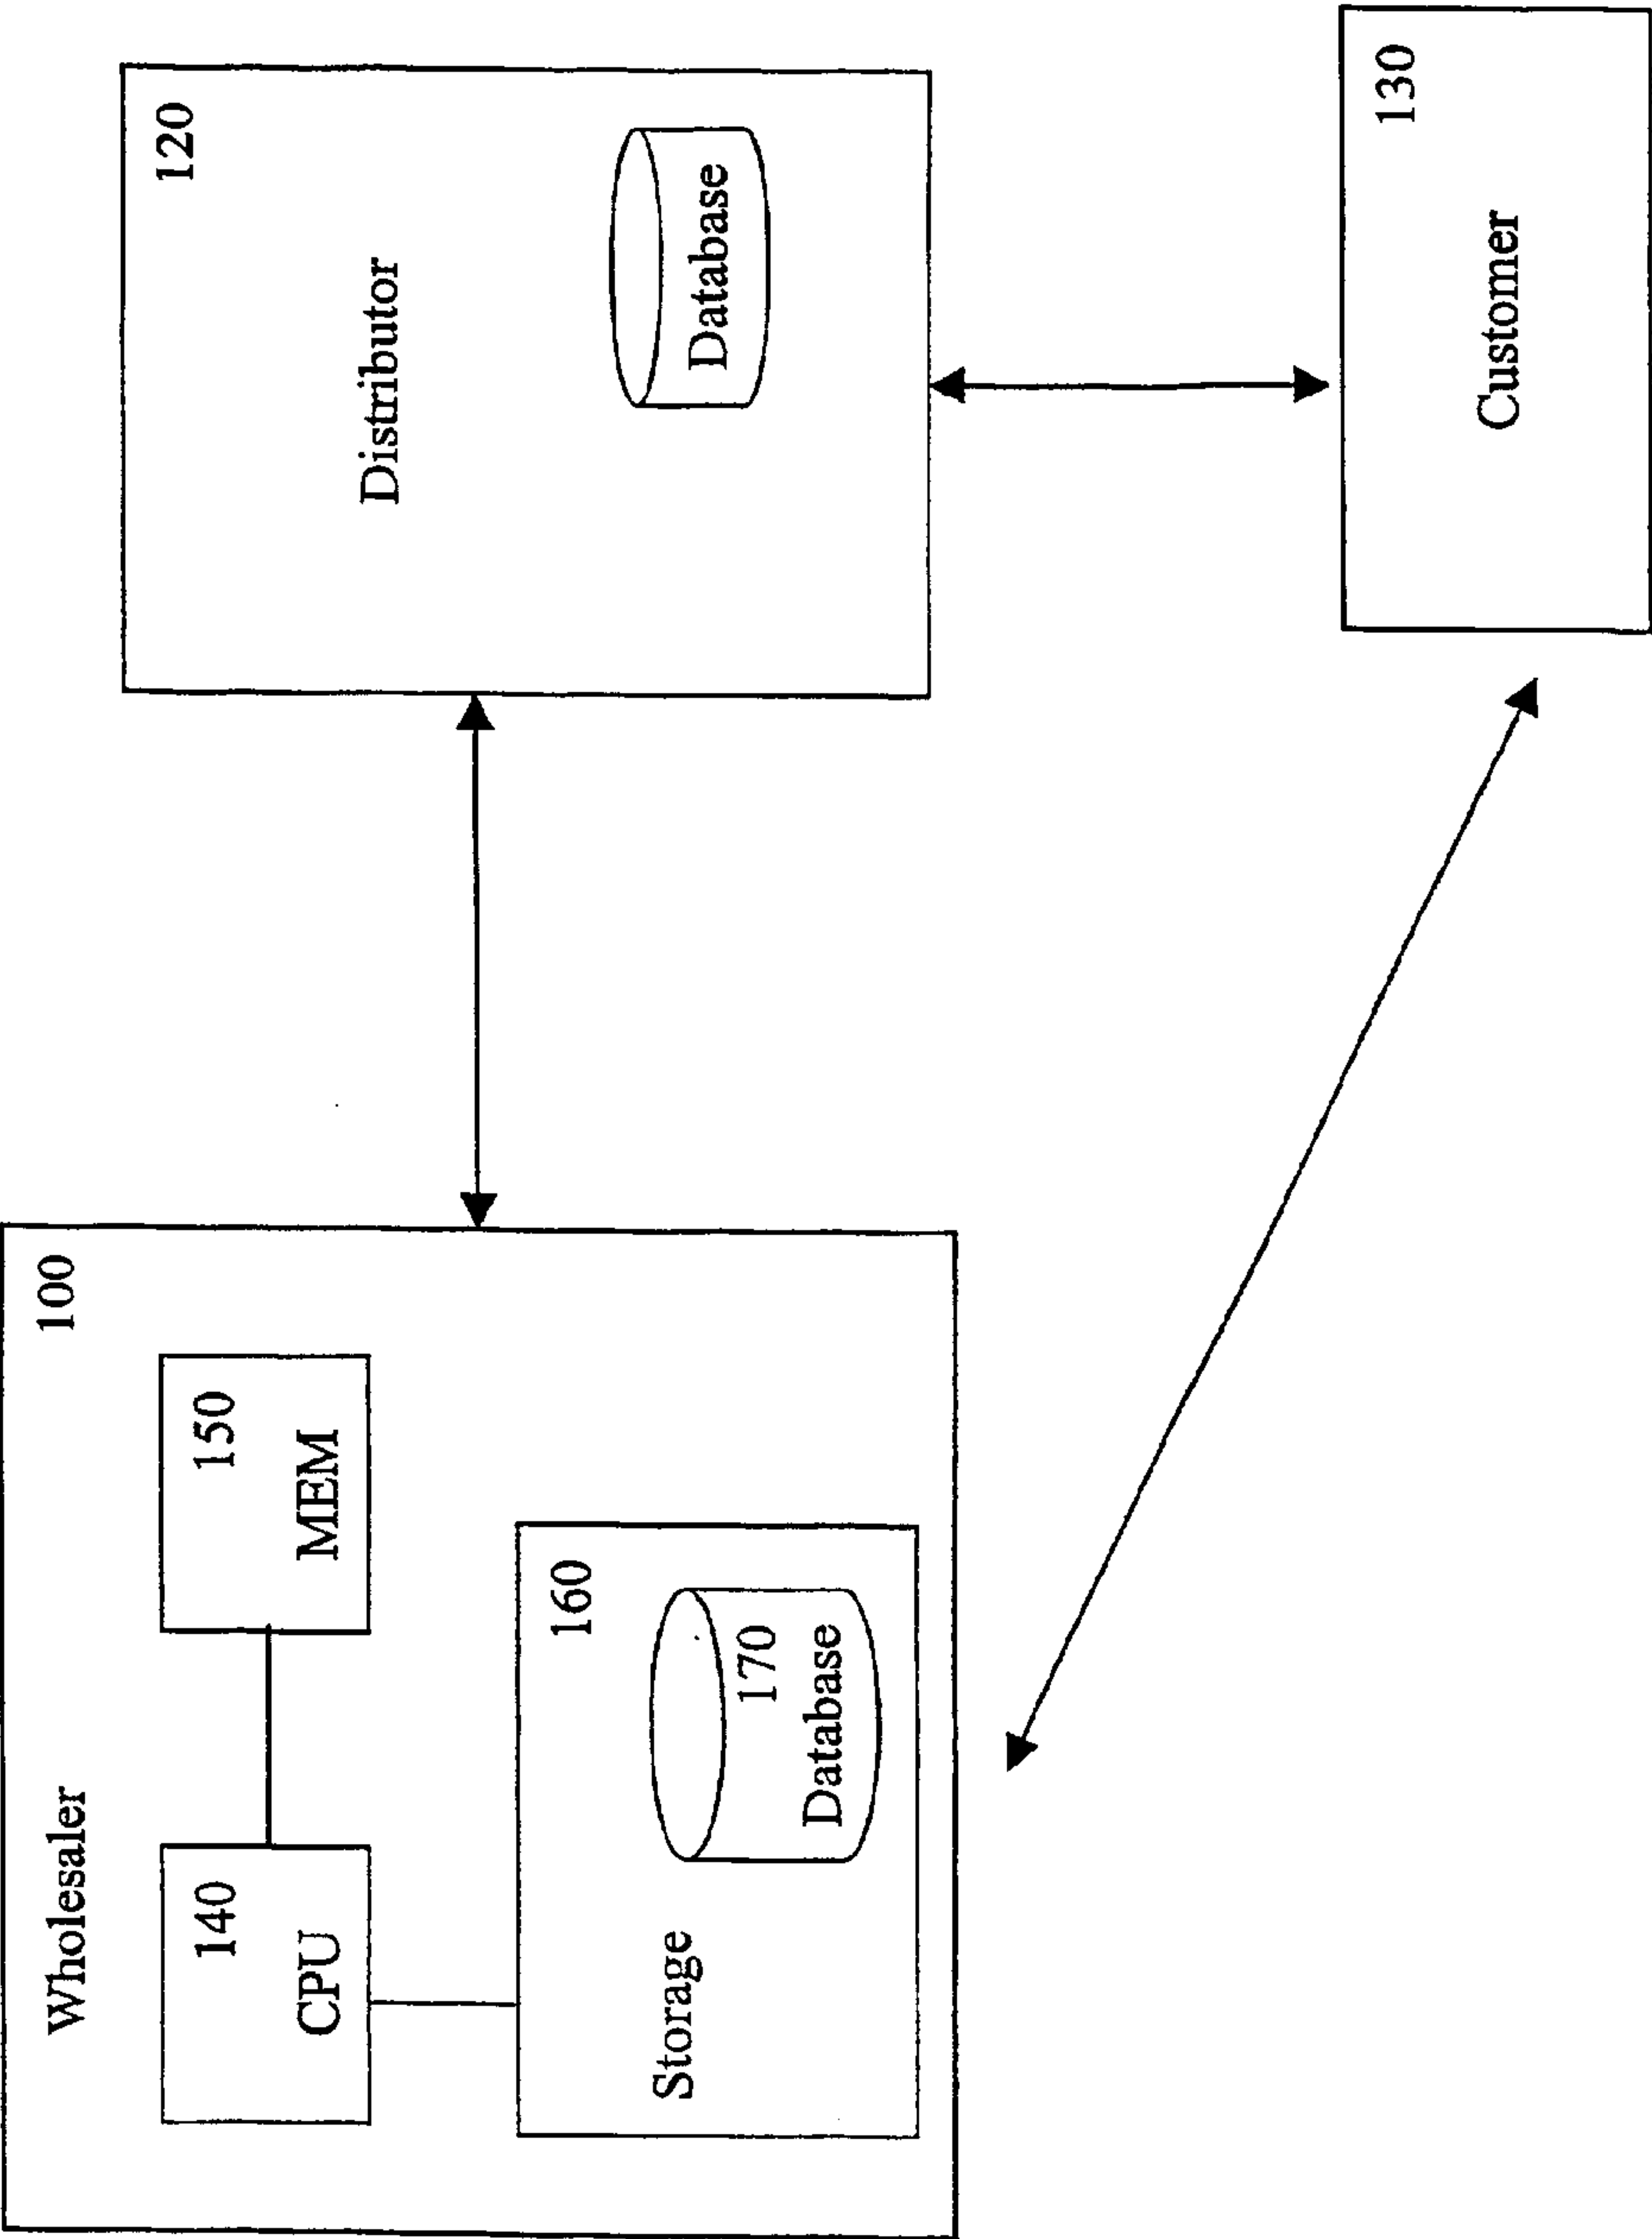 Wholesaler
100
140
CPU
150
MEM
160
Storage
170
Database
120
Distributor
Database
130
Customer